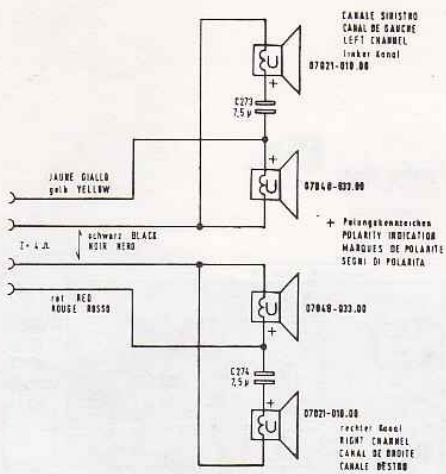 CANALE SINISTRO
CANAL DE GAUCHE
LEFT CHANNEL
linker Kanal
07021-010.00
+
C273
7,5 µ
+
07048-033.00
JAUNE GIALLO
gelb YELLOW
schwarz BLACK
NOIR NERO
Z= 4 Ω
+ Polungskennzeichen
POLARITY INDICATION
MARQUES DE POLARITE
SEGNI DI POLARITA
rot RED
ROUGE ROSSO
07048-033.00
+
C274
7,5 µ
+
07021-010.00
rechter Kanal
RIGHT CHANNEL
CANAL DE DROITE
CANALE DESTRO